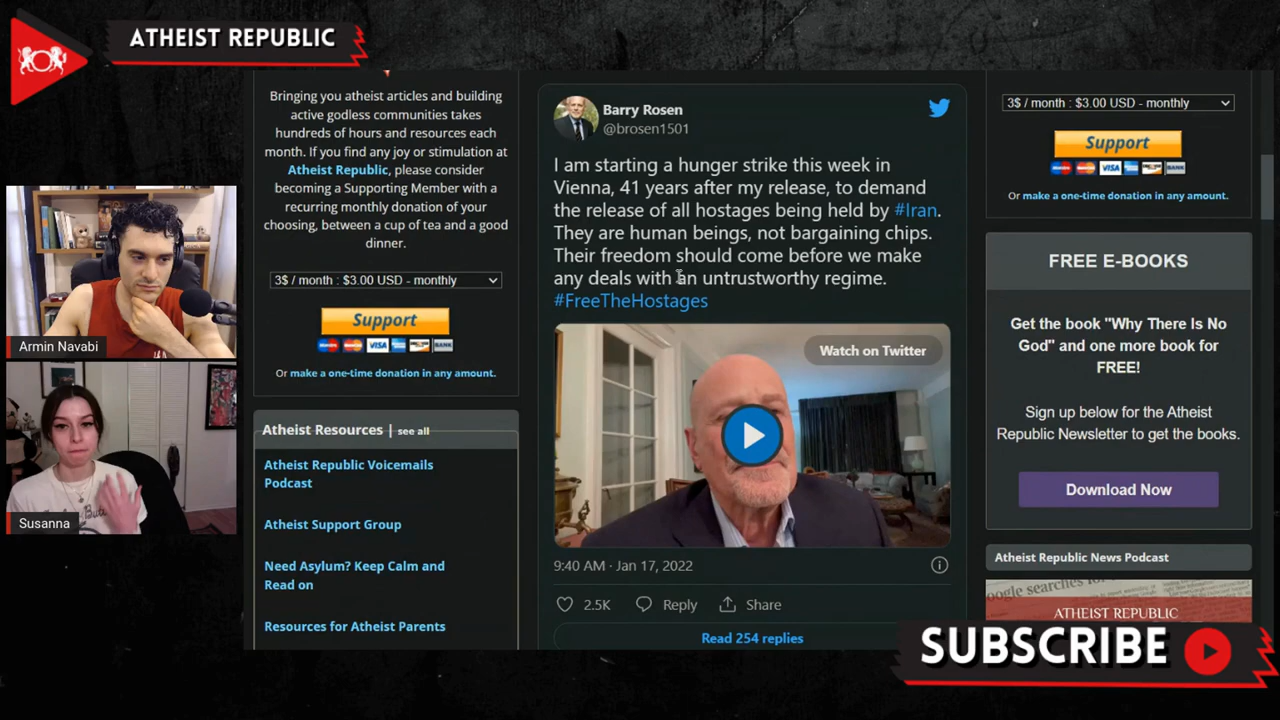 ATHEIST REPUBLIC
Armin Navabi
Susanna
Bringing you atheist articles and building
active godless communities takes
hundreds of hours and resources each
month. If you find any joy or stimulation at
Atheist Republic, please consider
becoming a Supporting Member with a
recurring monthly donation of your
choosing, between a cup of tea and a good
dinner.
3$ / month : $3.00 USD - monthly
Support
VISA
BANK
Or make a one-time donation in any amount.
Atheist Resources | see all
Atheist Republic Voicemails
Podcast
Atheist Support Group
Need Asylum? Keep Calm and
Read on
Resources for Atheist Parents
Barry Rosen
@brosen1501
I am starting a hunger strike this week in
Vienna, 41 years after my release, to demand
the release of all hostages being held by #Iran.
They are human beings, not bargaining chips.
Their freedom should come before we make
any deals with an untrustworthy regime.
#FreeTheHostages
Watch on Twitter
9:40 AM · Jan 17, 2022
2.5K
Reply
Share
Read 254 replies
3$ / month : $3.00 USD - monthly
Support
VISA
BANK
Or make a one-time donation in any amount.
FREE E-BOOKS
Get the book "Why There Is No
God" and one more book for
FREE!
Sign up below for the Atheist
Republic Newsletter to get the books.
Download Now
Atheist Republic News Podcast
ATHEIST REPUBLIC
SUBSCRIBE